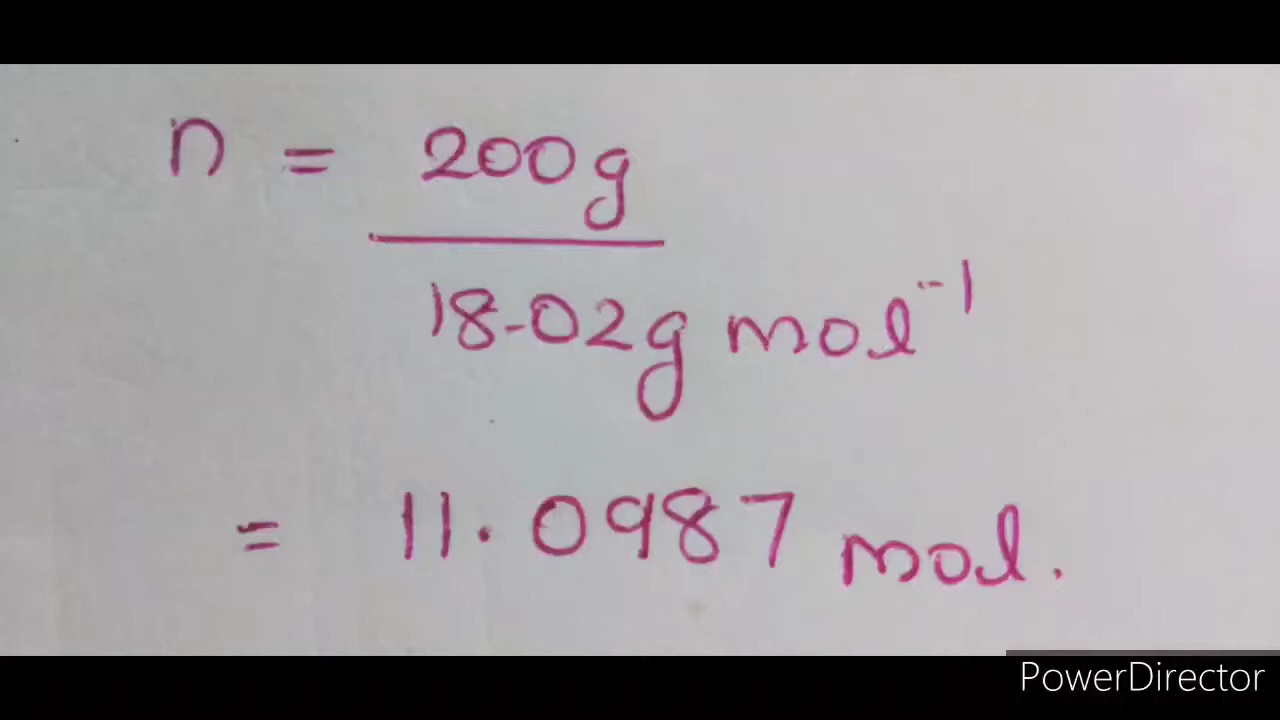 n = 200g
18.02g mol⁻¹
= 11.0987 mol.
PowerDirector